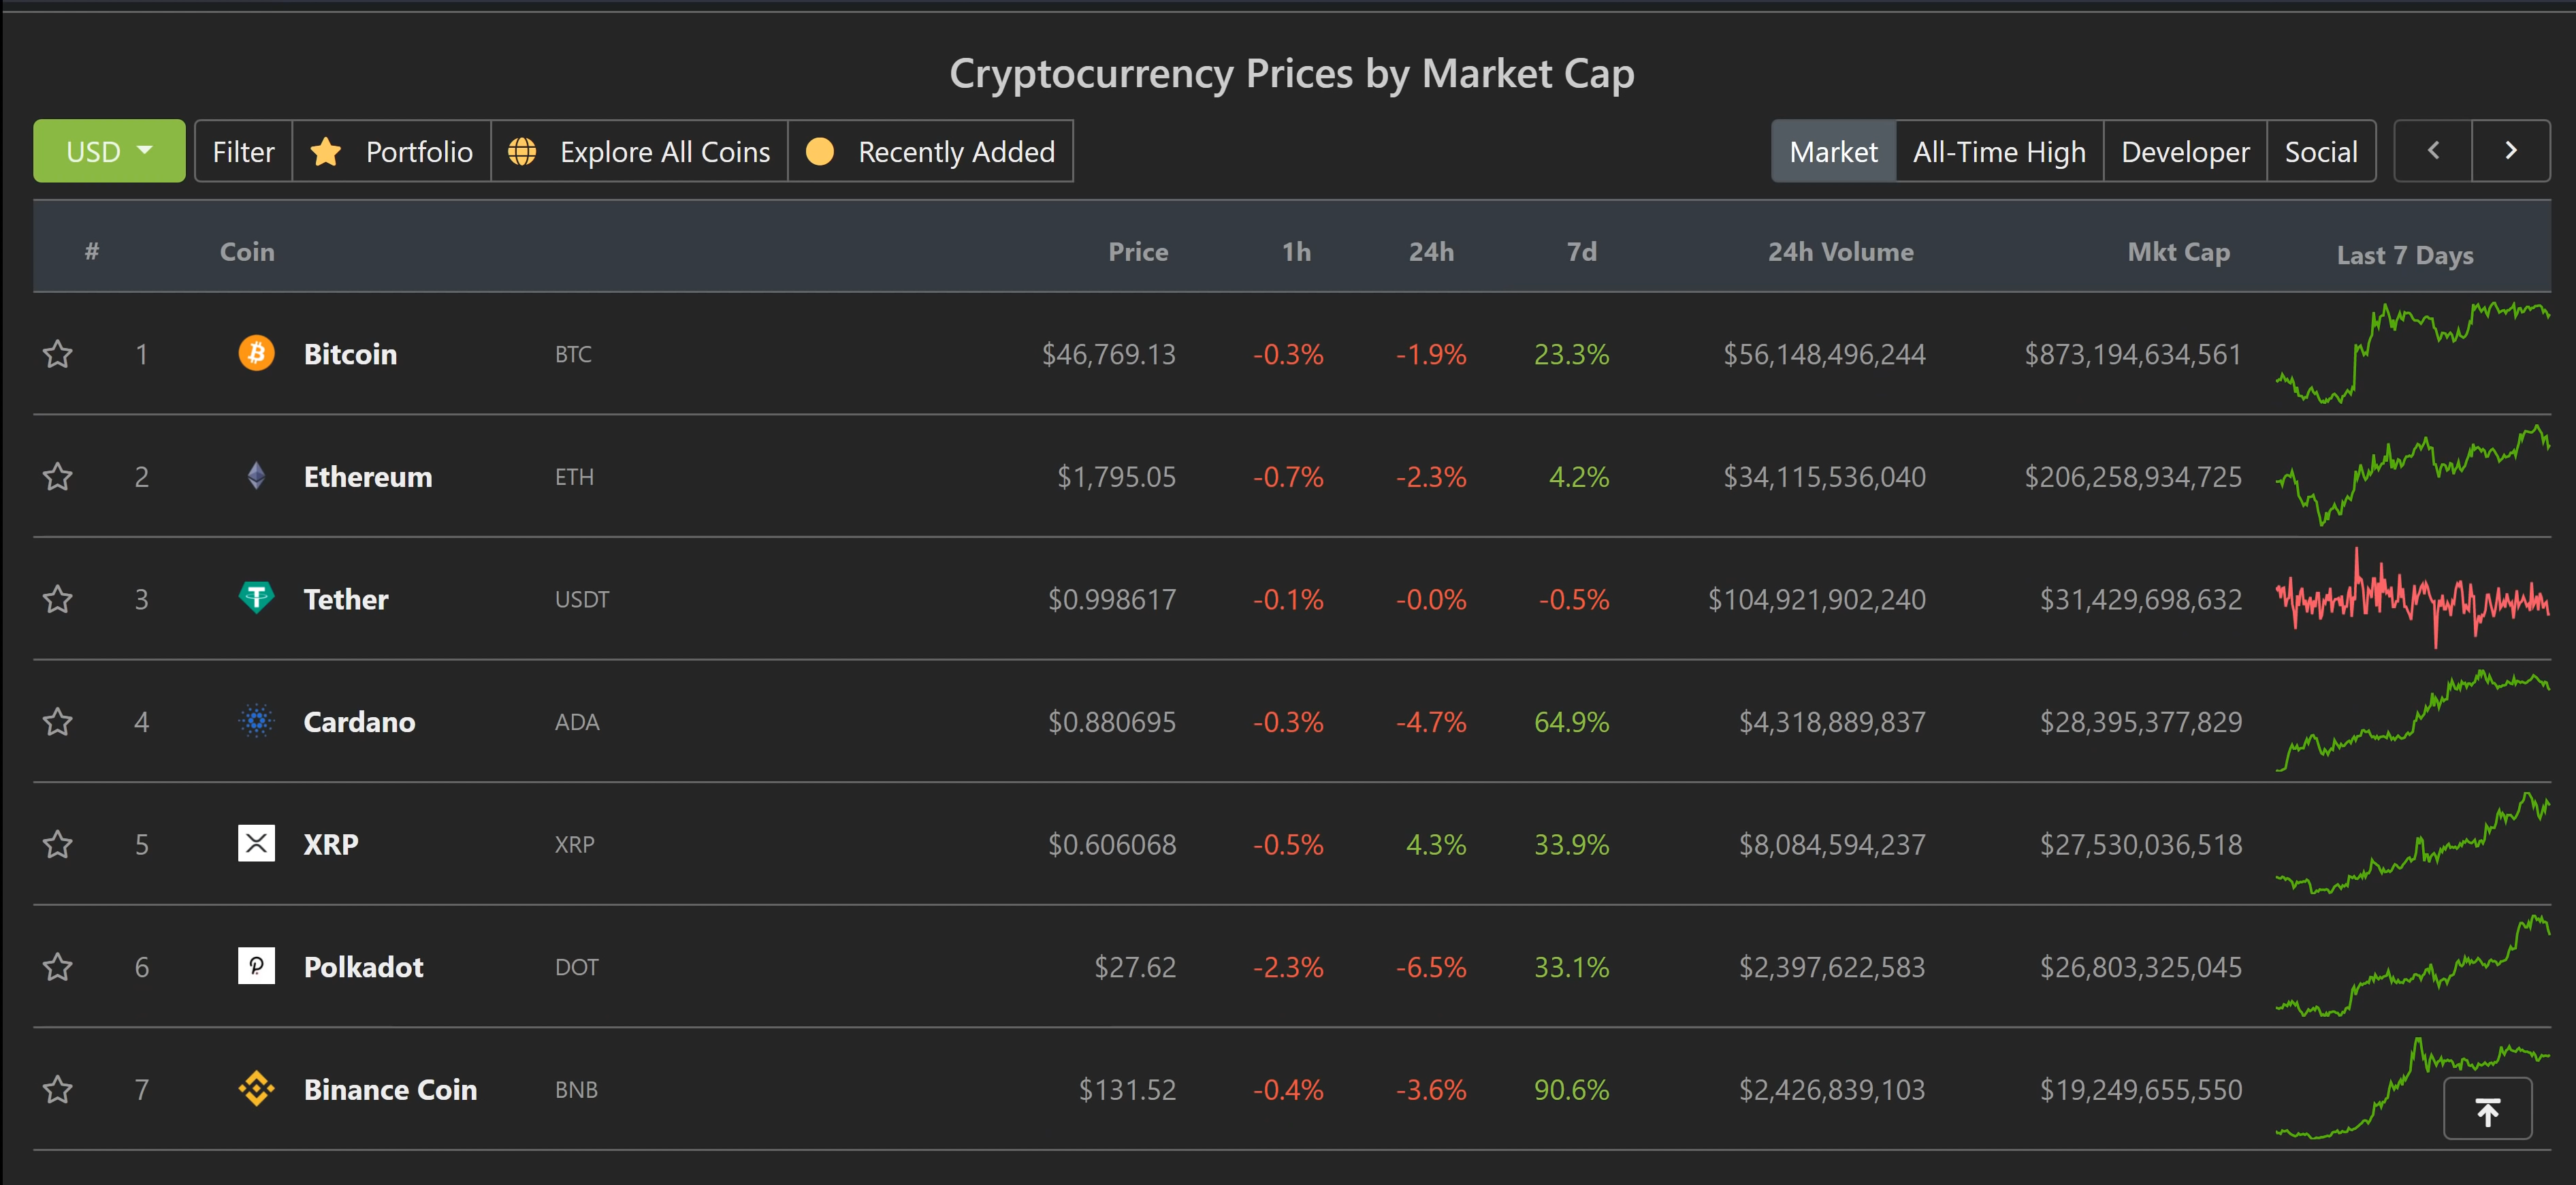 Cryptocurrency Prices by Market Cap
USD Filter Portfolio Explore All Coins Recently Added Market All-Time High Developer Social
# Coin Price 1h 24h 7d 24h Volume Mkt Cap Last 7 Days
1 Bitcoin BTC $46,769.13 -0.3% -1.9% 23.3% $56,148,496,244 $873,194,634,561
2 Ethereum ETH $1,795.05 -0.7% -2.3% 4.2% $34,115,536,040 $206,258,934,725
3 Tether USDT $0.998617 -0.1% -0.0% -0.5% $104,921,902,240 $31,429,698,632
4 Cardano ADA $0.880695 -0.3% -4.7% 64.9% $4,318,889,837 $28,395,377,829
5 XRP XRP $0.606068 -0.5% 4.3% 33.9% $8,084,594,237 $27,530,036,518
6 Polkadot DOT $27.62 -2.3% -6.5% 33.1% $2,397,622,583 $26,803,325,045
7 Binance Coin BNB $131.52 -0.4% -3.6% 90.6% $2,426,839,103 $19,249,655,550